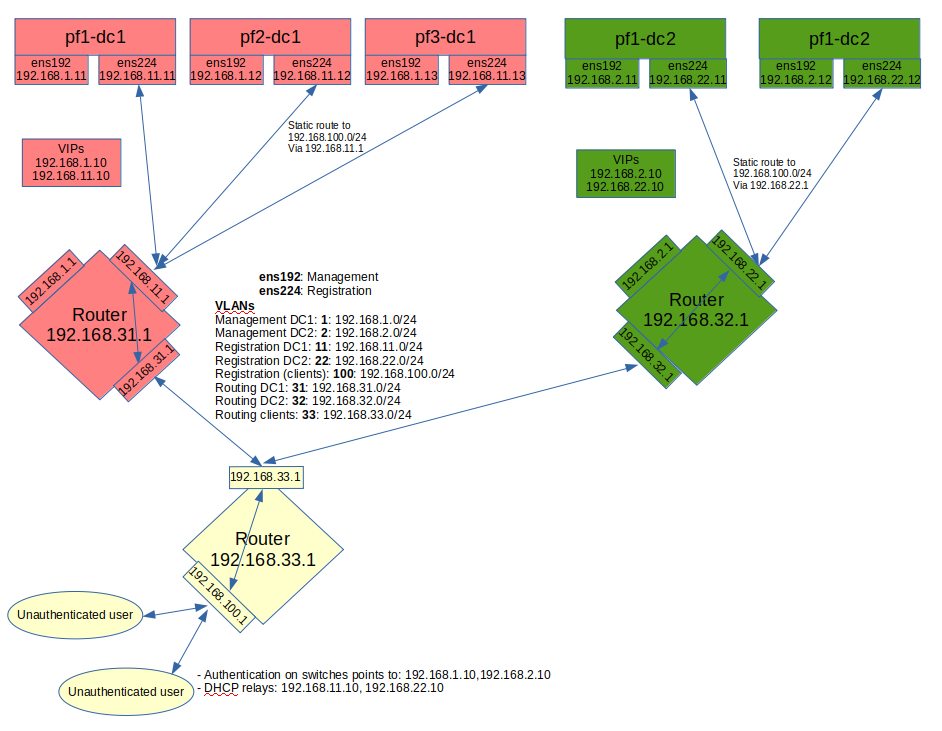 pf1-dc1
ens192
192.168.1.11
ens224
192.168.11.11
pf2-dc1
ens192
192.168.1.12
ens224
192.168.11.12
pf3-dc1
ens192
192.168.1.13
ens224
192.168.11.13
pf1-dc2
ens192
192.168.2.11
ens224
192.168.22.11
pf1-dc2
ens192
192.168.2.12
ens224
192.168.22.12
VIPs
192.168.1.10
192.168.11.10
Static route to
192.168.100.0/24
Via 192.168.11.1
VIPs
192.168.2.10
192.168.22.10
Static route to
192.168.100.0/24
Via 192.168.22.1
192.168.1.1
192.168.11.1
Router
192.168.31.1
192.168.31.1
192.168.2.1
192.168.22.1
Router
192.168.32.1
192.168.32.1
ens192: Management
ens224: Registration
VLANs
Management DC1: 1: 192.168.1.0/24
Management DC2: 2: 192.168.2.0/24
Registration DC1: 11: 192.168.11.0/24
Registration DC2: 22: 192.168.22.0/24
Registration (clients): 100: 192.168.100.0/24
Routing DC1: 31: 192.168.31.0/24
Routing DC2: 32: 192.168.32.0/24
Routing clients: 33: 192.168.33.0/24
192.168.33.1
Router
192.168.33.1
192.168.100.1
Unauthenticated user
Unauthenticated user
- Authentication on switches points to: 192.168.1.10,192.168.2.10
- DHCP relays: 192.168.11.10, 192.168.22.10